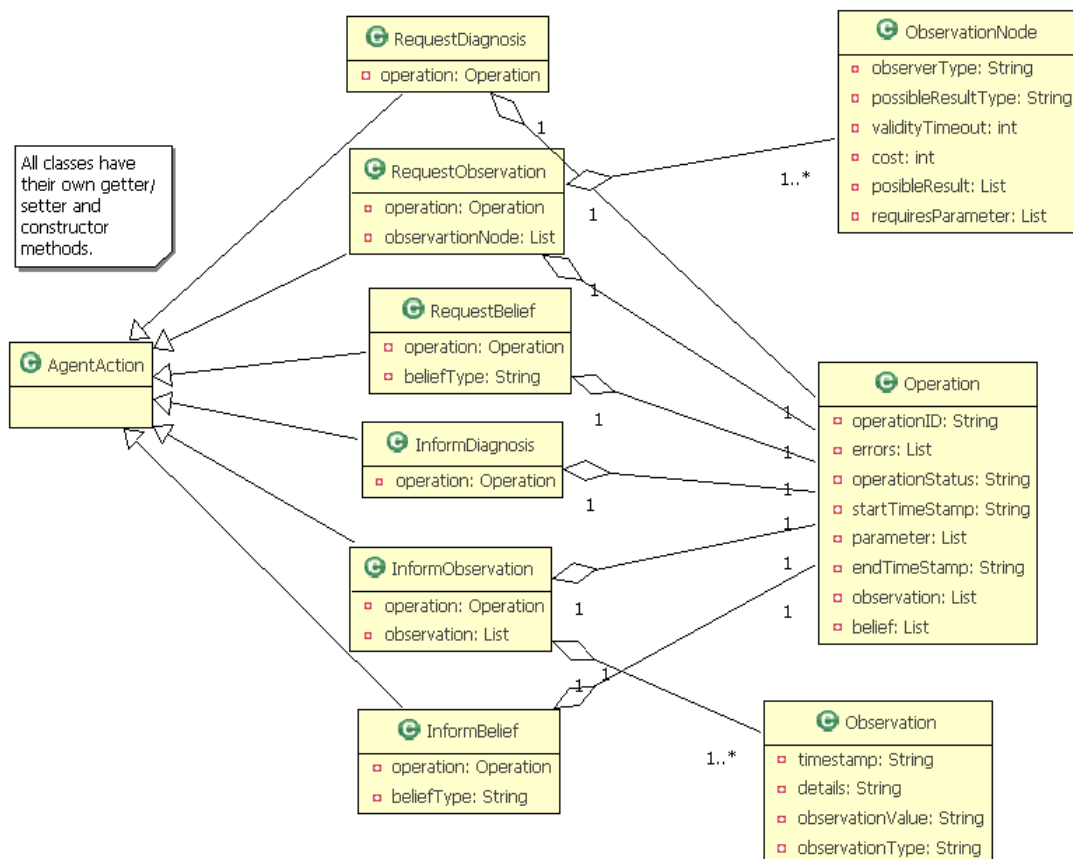 RequestDiagnosis
operation: Operation
ObservationNode
observerType: String
possibleResultType: String
validityTimeout: int
cost: int
posibleResult: List
requiresParameter: List
1
1..*
All classes have
their own getter/
setter and
constructor
methods.
RequestObservation
operation: Operation
observartionNode: List
1
1
RequestBelief
operation: Operation
beliefType: String
1
AgentAction
InformDiagnosis
operation: Operation
1
Operation
operationID: String
errors: List
operationStatus: String
startTimeStamp: String
parameter: List
endTimeStamp: String
observation: List
belief: List
1
1
1
1
1
1
InformObservation
operation: Operation
observation: List
1
1
1
InformBelief
operation: Operation
beliefType: String
1..*
Observation
timestamp: String
details: String
observationValue: String
observationType: String